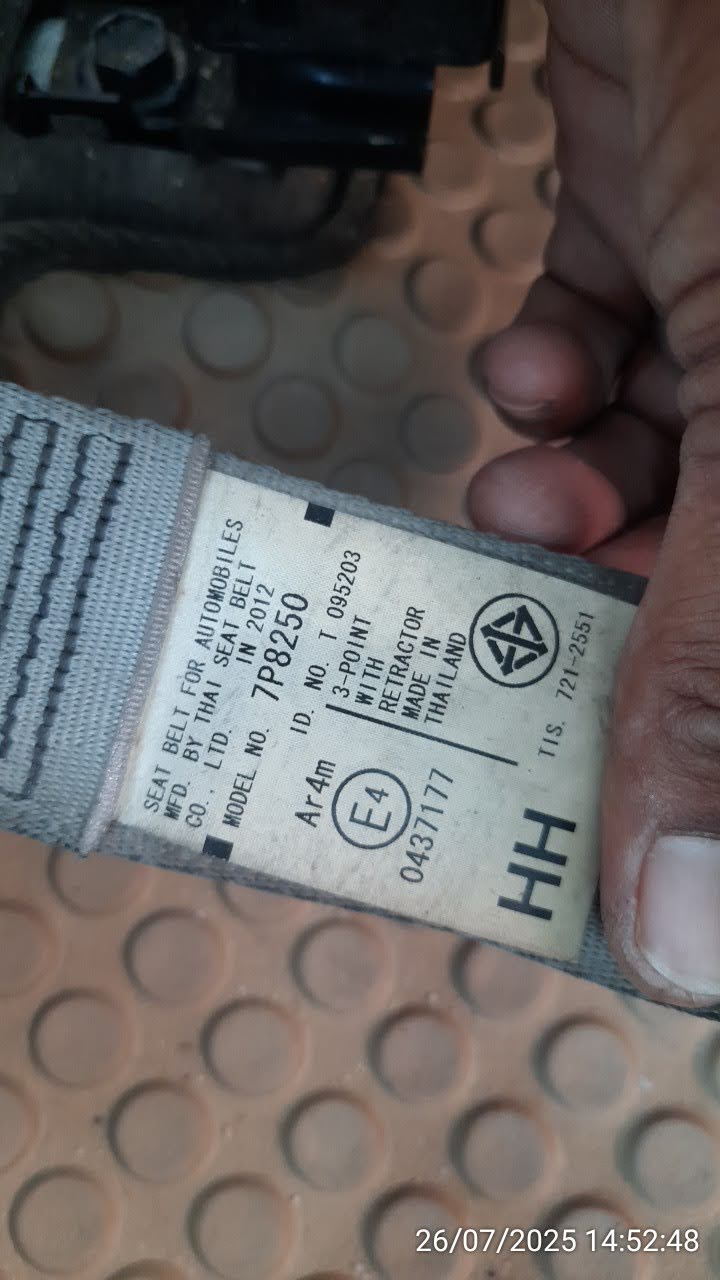 SEAT BELT FOR AUTOMOBILES
MFD. BY THAI SEAT BELT
CO., LTD. IN 2012
MODEL NO. 7P8250
ID. NO. T 095203
Ar4m
3-POINT
WITH
RETRACTOR
MADE IN
THAILAND
E4
0437177
TIS. 721-2551
HH
26/07/2025 14:52:48